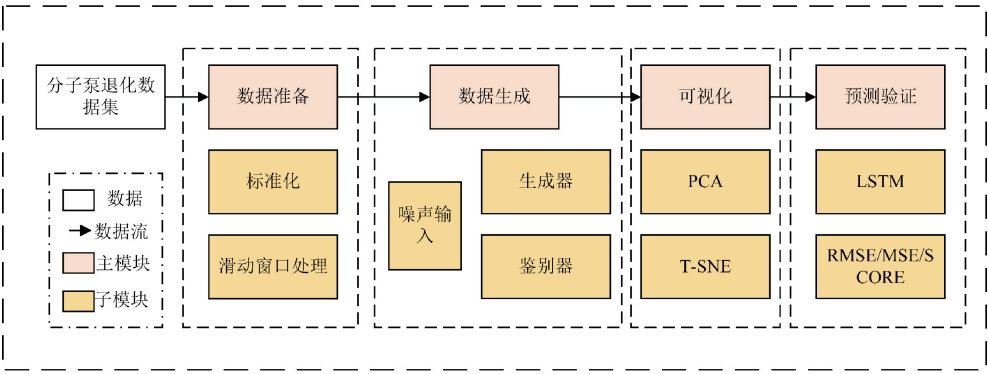 分子泵退化数
据集
数据准备
数据生成
可视化
预测验证
标准化
滑动窗口处理
噪声输
入
生成器
鉴别器
PCA
T-SNE
LSTM
RMSE/MSE/S
CORE
数据
数据流
主模块
子模块